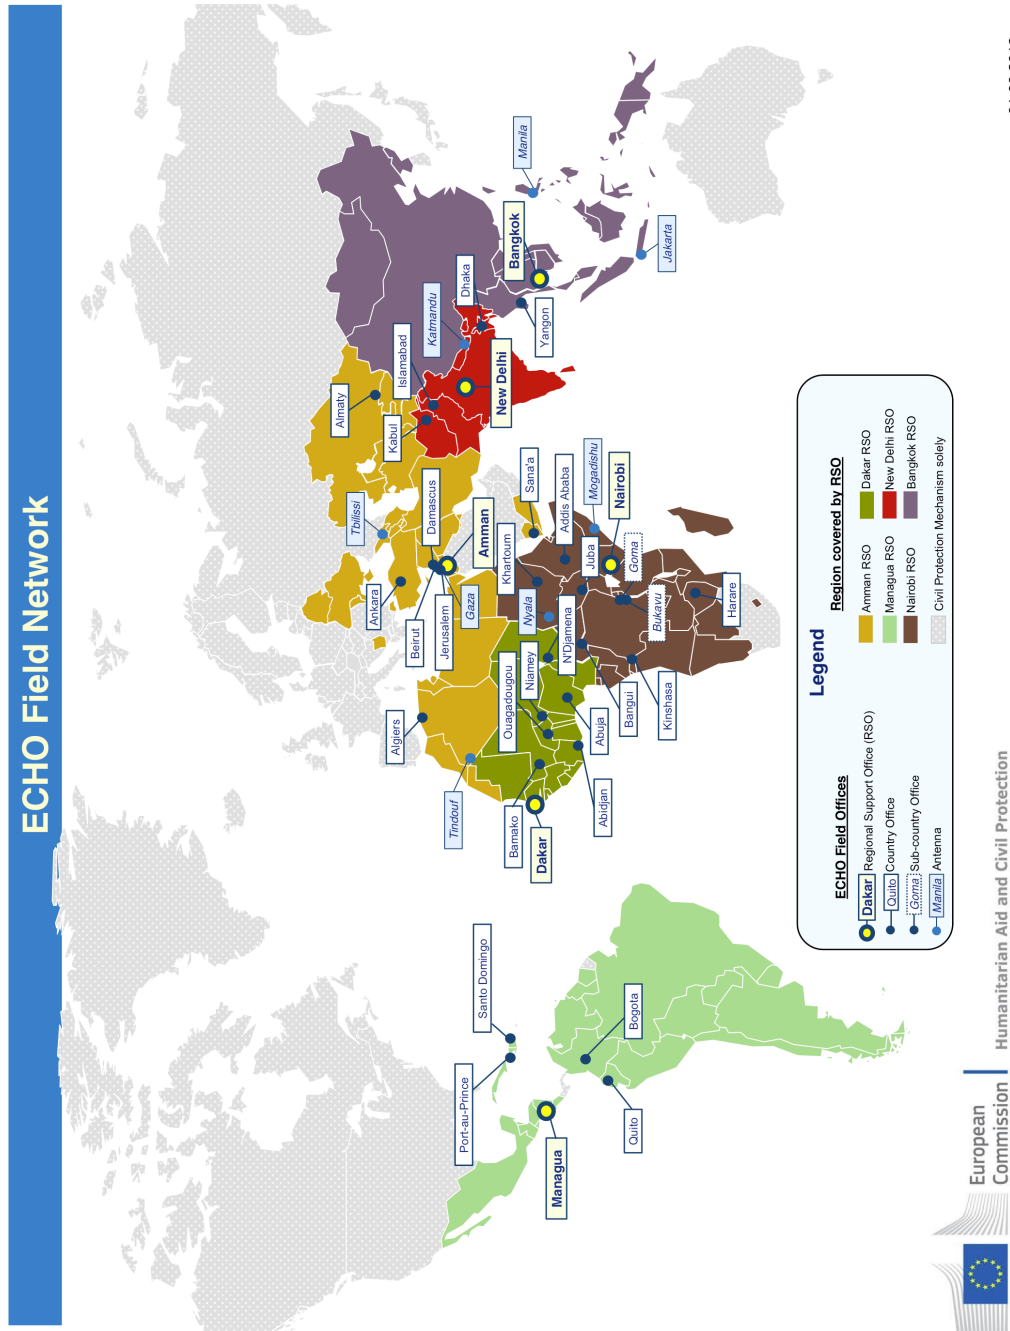 ECHO Field Network
Tbilissi
Almaty
Islamabad
Katmandu
Dhaka
Bangkok
Manila
Kabul
Damascus
Ankara
Algiers
Beirut
Jerusalem
Gaza
Amman
New Delhi
Yangon
Jakarta
Tindouf
Ouagadougou
Niamey
Nyala
Khartoum
Sana'a
Addis Ababa
Mogadishu
Nairobi
Bamako
Dakar
N'Djamena
Juba
Goma
Bukavu
Harare
Abidjan
Abuja
Bangui
Kinshasa
Santo Domingo
Port-au-Prince
Managua
Bogota
Quito
Legend
ECHO Field Offices
Dakar Regional Support Office (RSO)
Quito Country Office
Goma Sub-country Office
Manila Antenna
Region covered by RSO
Amman RSO
Dakar RSO
Managua RSO
New Delhi RSO
Nairobi RSO
Bangkok RSO
Civil Protection Mechanism solely
European
Commission
Humanitarian Aid and Civil Protection